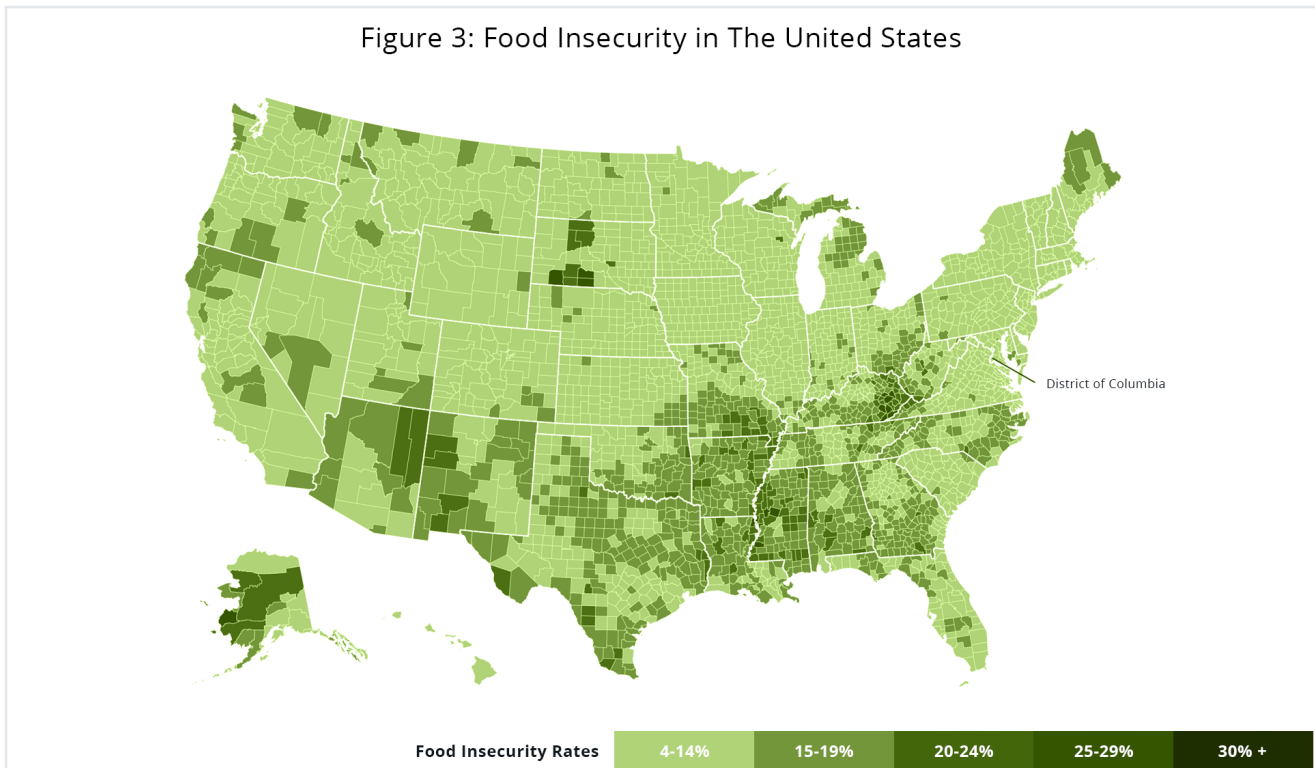 Figure 3: Food Insecurity in The United States
District of Columbia
Food Insecurity Rates 4-14% 15-19% 20-24% 25-29% 30% +